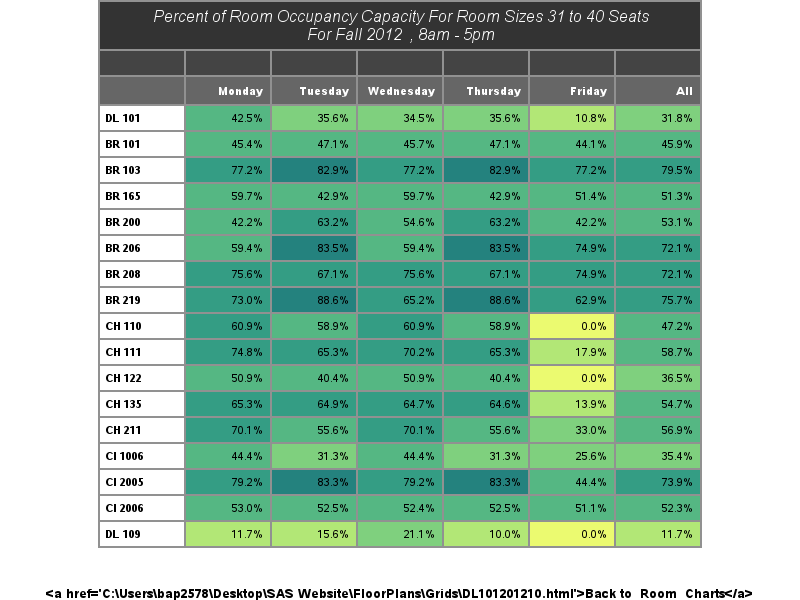 Percent of Room Occupancy Capacity For Room Sizes 31 to 40 Seats
For Fall 2012 , 8am - 5pm
Monday Tuesday Wednesday Thursday Friday All
DL 101 42.5% 35.6% 34.5% 35.6% 10.8% 31.8%
BR 101 45.4% 47.1% 45.7% 47.1% 44.1% 45.9%
BR 103 77.2% 82.9% 77.2% 82.9% 77.2% 79.5%
BR 165 59.7% 42.9% 59.7% 42.9% 51.4% 51.3%
BR 200 42.2% 63.2% 54.6% 63.2% 42.2% 53.1%
BR 206 59.4% 83.5% 59.4% 83.5% 74.9% 72.1%
BR 208 75.6% 67.1% 75.6% 67.1% 74.9% 72.1%
BR 219 73.0% 88.6% 65.2% 88.6% 62.9% 75.7%
CH 110 60.9% 58.9% 60.9% 58.9% 0.0% 47.2%
CH 111 74.8% 65.3% 70.2% 65.3% 17.9% 58.7%
CH 122 50.9% 40.4% 50.9% 40.4% 0.0% 36.5%
CH 135 65.3% 64.9% 64.7% 64.6% 13.9% 54.7%
CH 211 70.1% 55.6% 70.1% 55.6% 33.0% 56.9%
CI 1006 44.4% 31.3% 44.4% 31.3% 25.6% 35.4%
CI 2005 79.2% 83.3% 79.2% 83.3% 44.4% 73.9%
CI 2006 53.0% 52.5% 52.4% 52.5% 51.1% 52.3%
DL 109 11.7% 15.6% 21.1% 10.0% 0.0% 11.7%
<a href='C:\Users\bap2578\Desktop\SAS Website\FloorPlans\Grids\DL101201210.html'>Back to Room Charts</a>